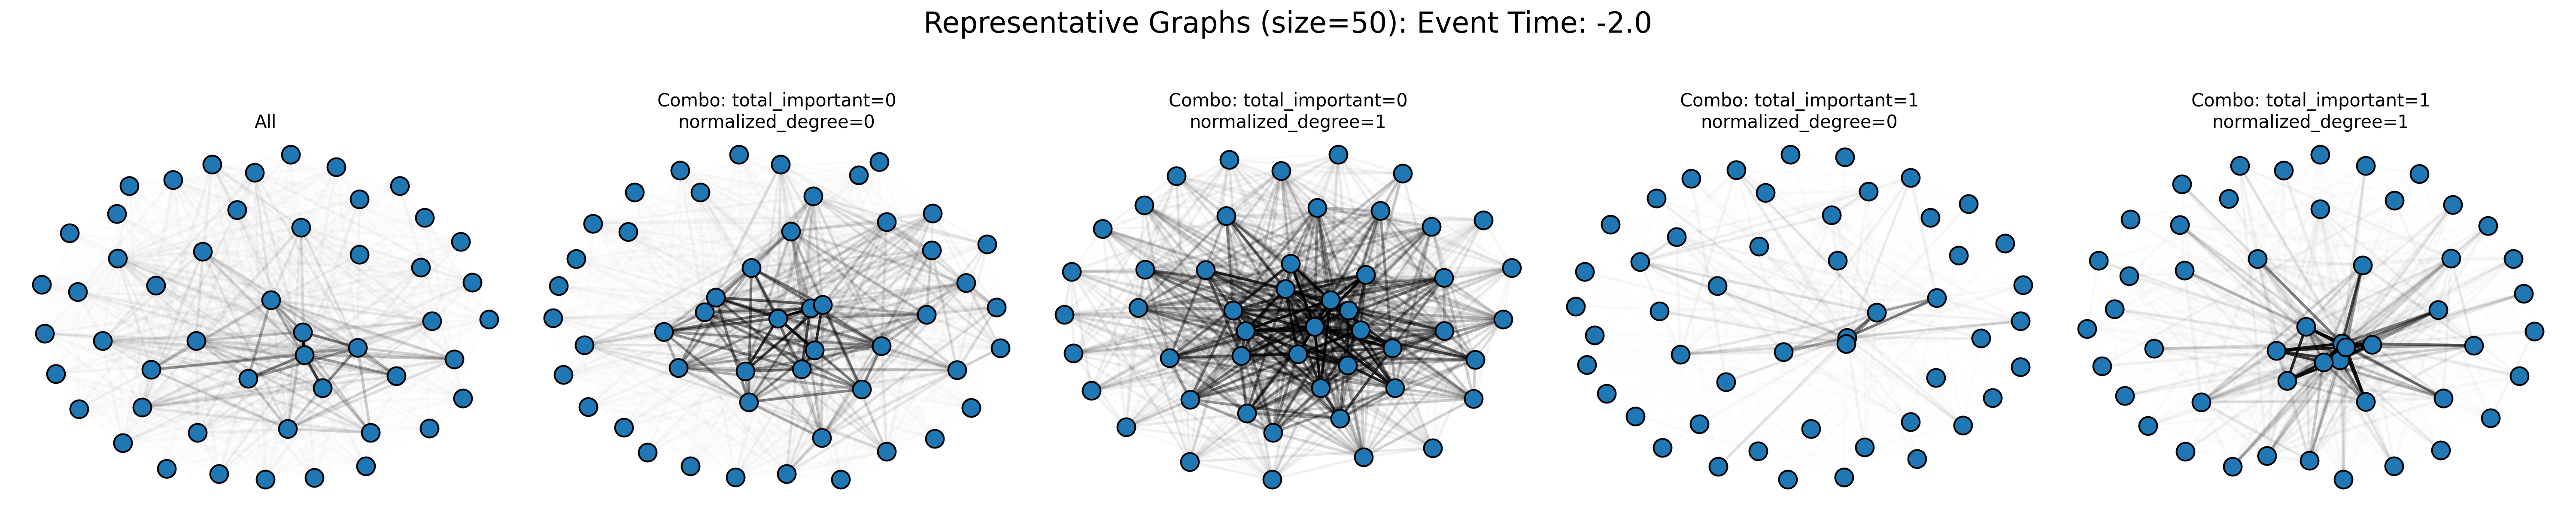 Representative Graphs (size=50): Event Time: -2.0
All
Combo: total_important=0
normalized_degree=0
Combo: total_important=0
normalized_degree=1
Combo: total_important=1
normalized_degree=0
Combo: total_important=1
normalized_degree=1